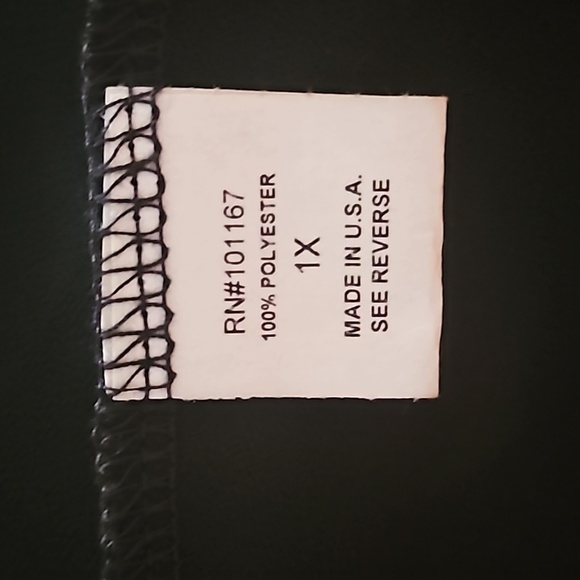 RN#101167
100% POLYESTER
1X
MADE IN U.S.A.
SEE REVERSE